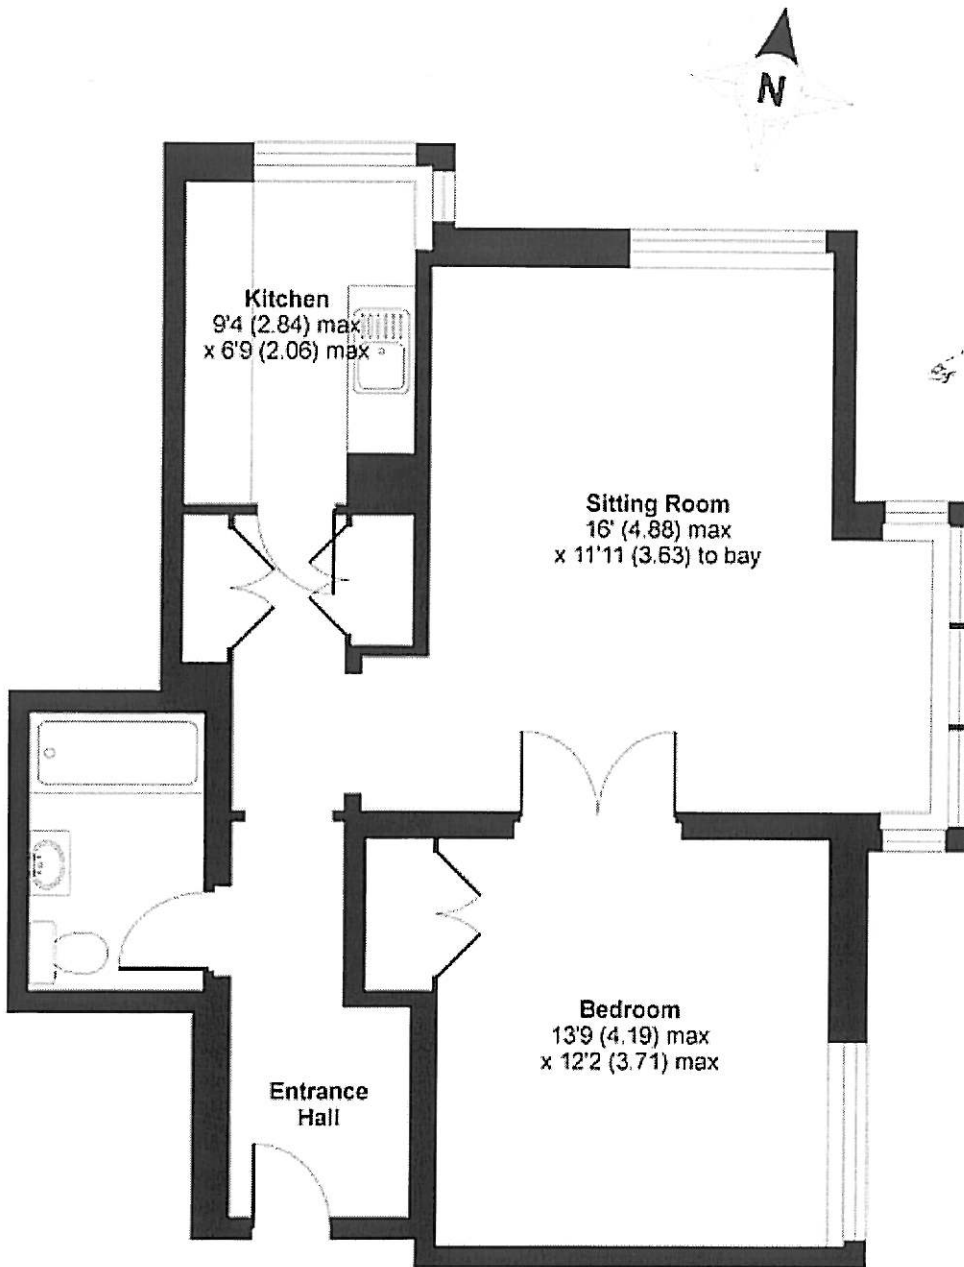 N
Kitchen
9'4 (2.84) max
x 6'9 (2.06) max
Sitting Room
16' (4.88) max
x 11'11 (3.63) to bay
Bedroom
13'9 (4.19) max
x 12'2 (3.71) max
Entrance
Hall